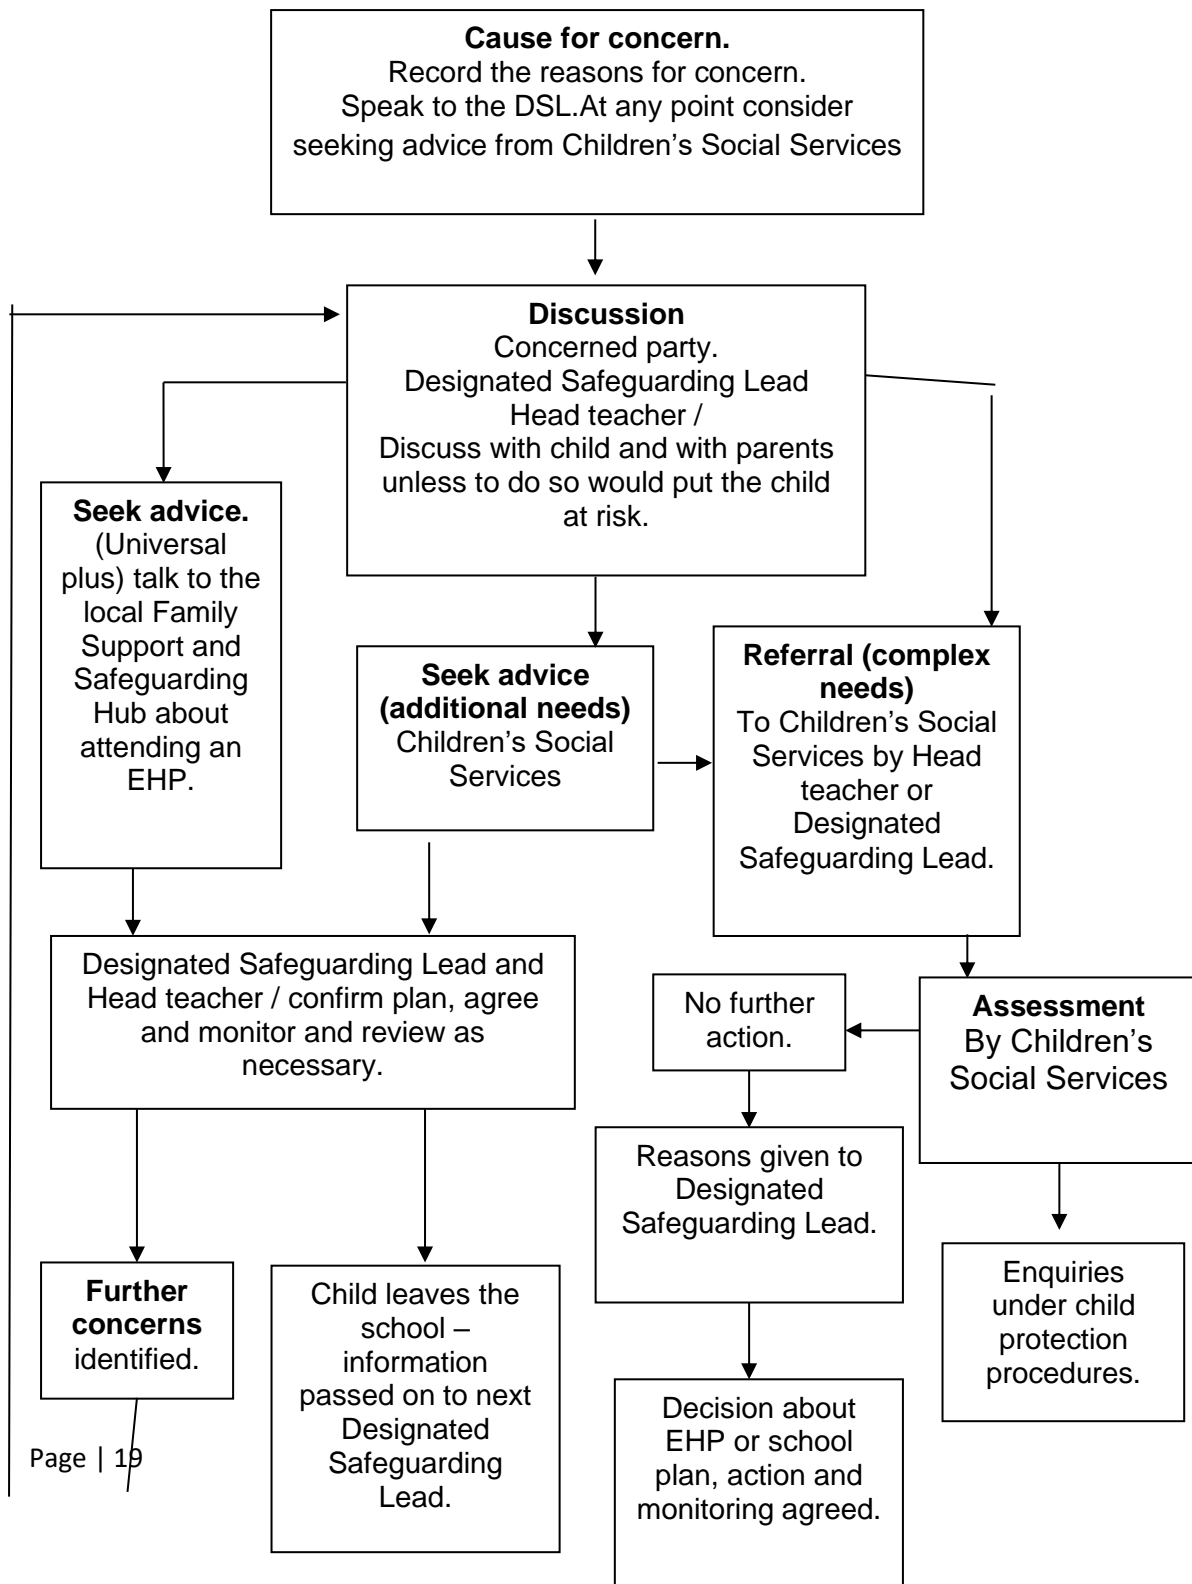 Cause for concern.
Record the reasons for concern.
Speak to the DSL.At any point consider
seeking advice from Children’s Social Services
Discussion
Concerned party.
Designated Safeguarding Lead
Head teacher /
Discuss with child and with parents
unless to do so would put the child
at risk.
Seek advice.
(Universal
plus) talk to the
local Family
Support and
Safeguarding
Hub about
attending an
EHP.
Seek advice
(additional needs)
Children’s Social
Services
Referral (complex
needs)
To Children’s Social
Services by Head
teacher or
Designated
Safeguarding Lead.
Designated Safeguarding Lead and
Head teacher / confirm plan, agree
and monitor and review as
necessary.
No further
action.
Assessment
By Children’s
Social Services
Reasons given to
Designated
Safeguarding Lead.
Further
concerns
identified.
Child leaves the
school –
information
passed on to next
Designated
Safeguarding
Lead.
Enquiries
under child
protection
procedures.
Decision about
EHP or school
plan, action and
monitoring agreed.
Page | 19